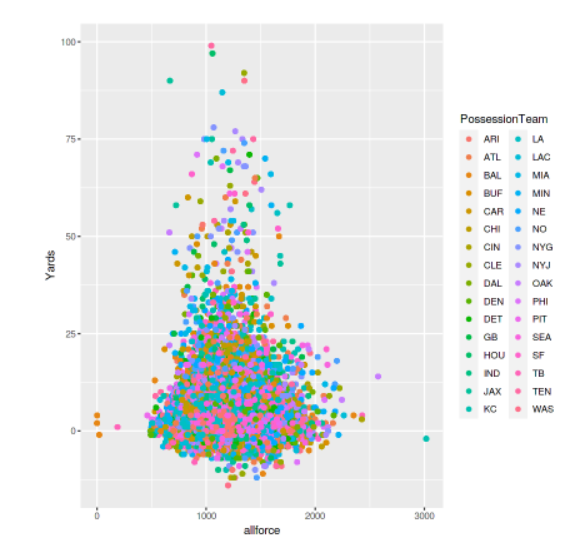 100
PossessionTeam
ARI LA
ATL LAC
75
BAL MIA
BUF MIN
CAR NE
CHI NO
Yards
50
CIN NYG
CLE NYJ
DAL OAK
DEN PHI
DET PIT
25
GB SEA
HOU SF
IND TB
JAX TEN
KC WAS
0
0 1000 2000 3000
allforce